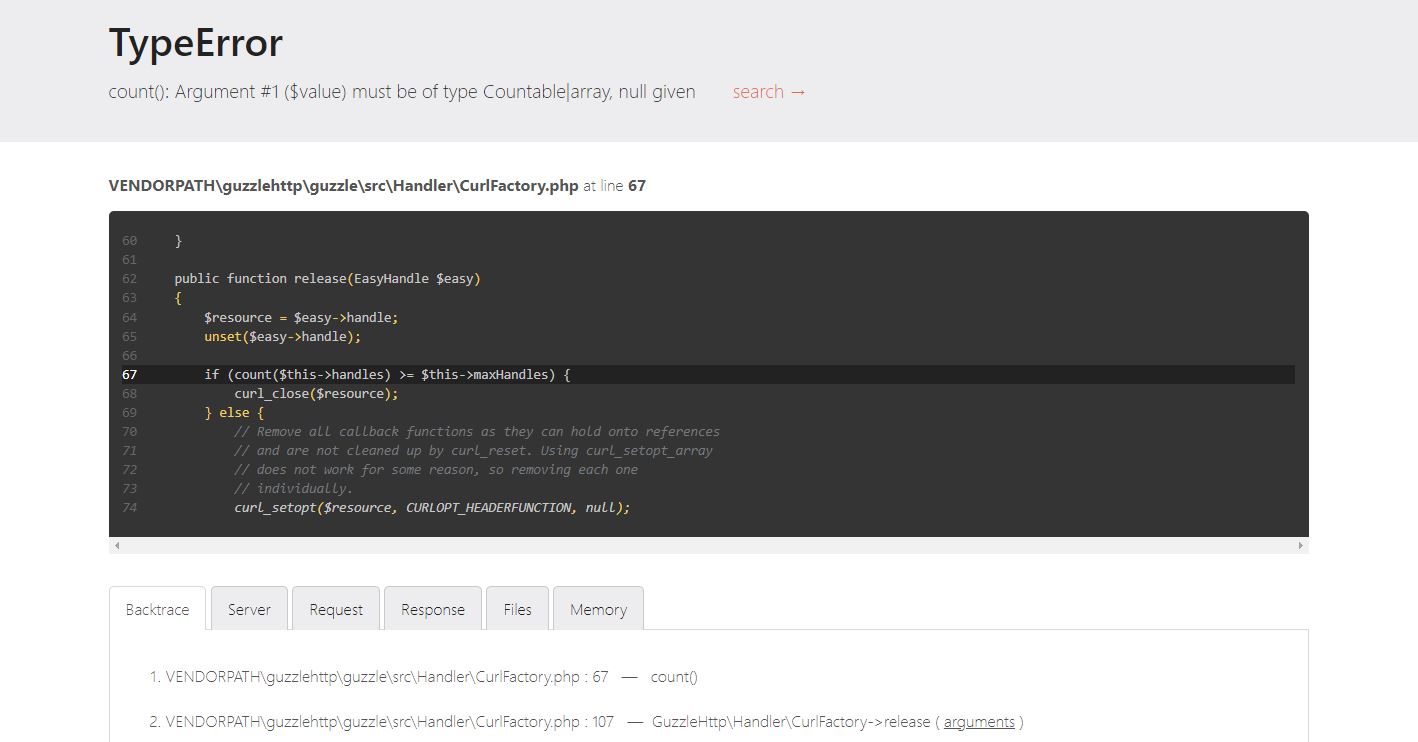 TypeError
count(): Argument #1 ($value) must be of type Countable|array, null given search →
VENDORPATH\guzzlehttp\guzzle\src\Handler\CurlFactory.php at line 67
60 }
61
62 public function release(EasyHandle $easy)
63 {
64 $resource = $easy->handle;
65 unset($easy->handle);
66
67 if (count($this->handles) >= $this->maxHandles) {
68 curl_close($resource);
69 } else {
70 // Remove all callback functions as they can hold onto references
71 // and are not cleaned up by curl_reset. Using curl_setopt_array
72 // does not work for some reason, so removing each one
73 // individually.
74 curl_setopt($resource, CURLOPT_HEADERFUNCTION, null);
Backtrace Server Request Response Files Memory
1. VENDORPATH\guzzlehttp\guzzle\src\Handler\CurlFactory.php : 67 — count()
2. VENDORPATH\guzzlehttp\guzzle\src\Handler\CurlFactory.php : 107 — GuzzleHttp\Handler\CurlFactory->release ( arguments )